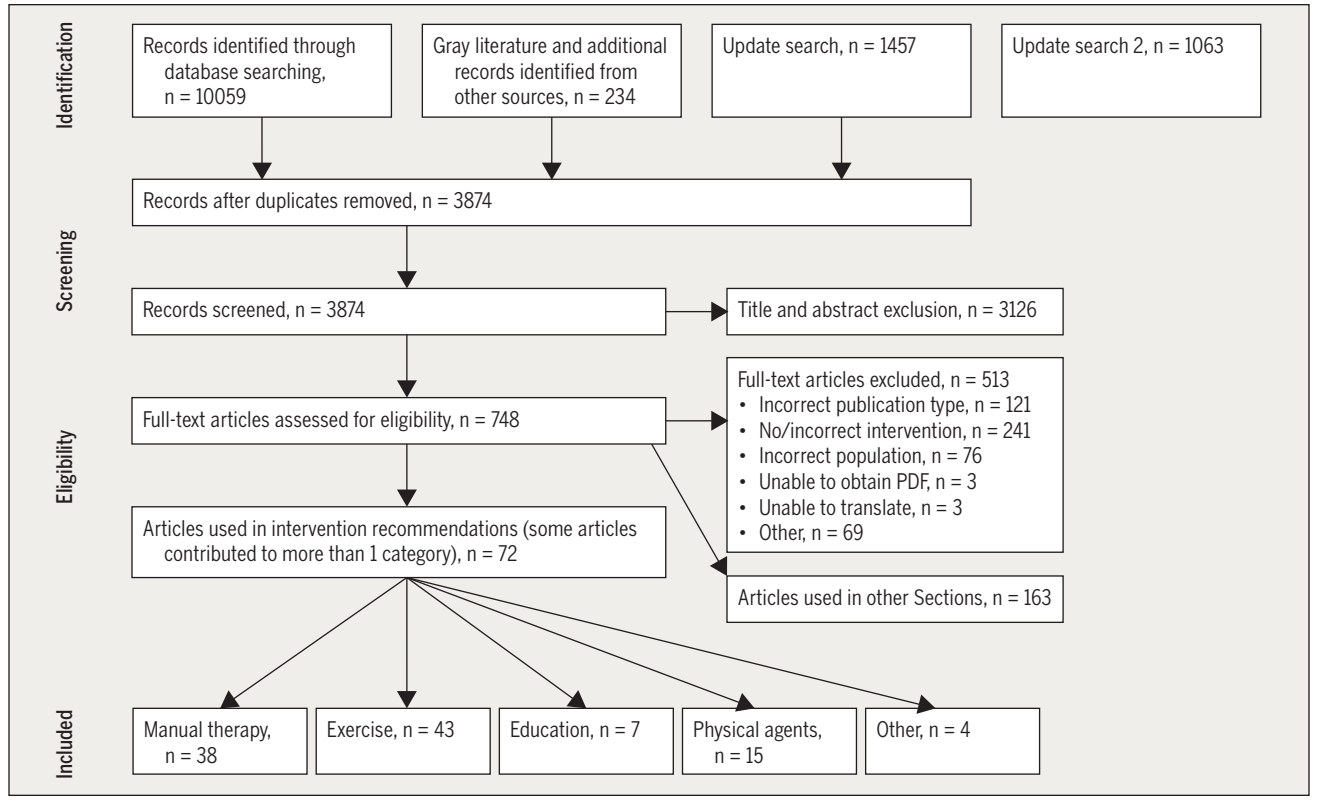 Identification
Records identified through
database searching,
n = 10059
Gray literature and additional
records identified from
other sources, n = 234
Update search, n = 1457
Update search 2, n = 1063
Records after duplicates removed, n = 3874
Screening
Records screened, n = 3874
Title and abstract exclusion, n = 3126
Eligibility
Full-text articles assessed for eligibility, n = 748
Full-text articles excluded, n = 513
• Incorrect publication type, n = 121
• No/incorrect intervention, n = 241
• Incorrect population, n = 76
• Unable to obtain PDF, n = 3
• Unable to translate, n = 3
• Other, n = 69
Articles used in intervention recommendations (some articles
contributed to more than 1 category), n = 72
Articles used in other Sections, n = 163
Included
Manual therapy,
n = 38
Exercise, n = 43
Education, n = 7
Physical agents,
n = 15
Other, n = 4